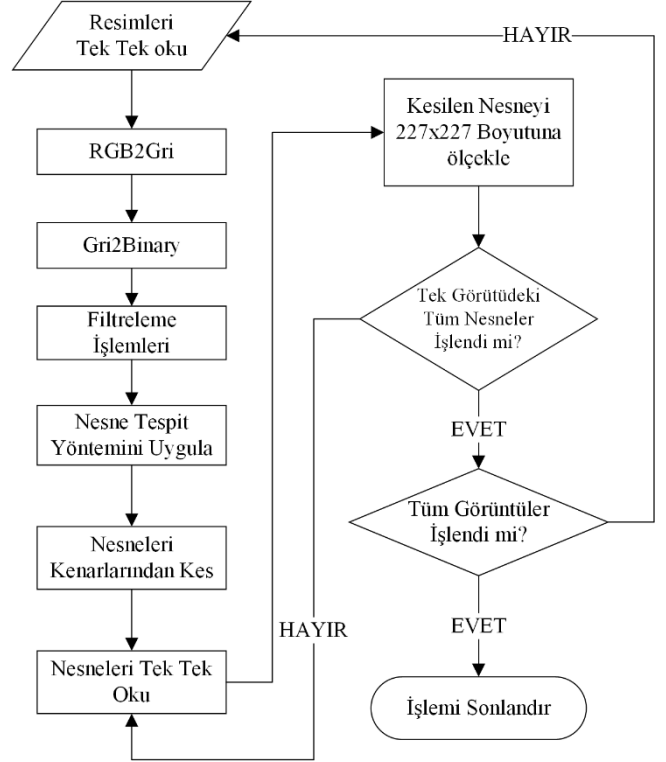 Resimleri
Tek Tek oku
RGB2Gri
Gri2Binary
Filtreleme
İşlemleri
Nesne Tespit
Yöntemini Uygula
Nesneleri
Kenarlarından Kes
Nesneleri Tek Tek
Oku
HAYIR
Kesilen Nesneyi
227x227 Boyutuna
ölçekle
Tek Görütüdeki
Tüm Nesneler
İşlendi mi?
HAYIR
EVET
Tüm Görüntüler
İşlendi mi?
EVET
İşlemi Sonlandır